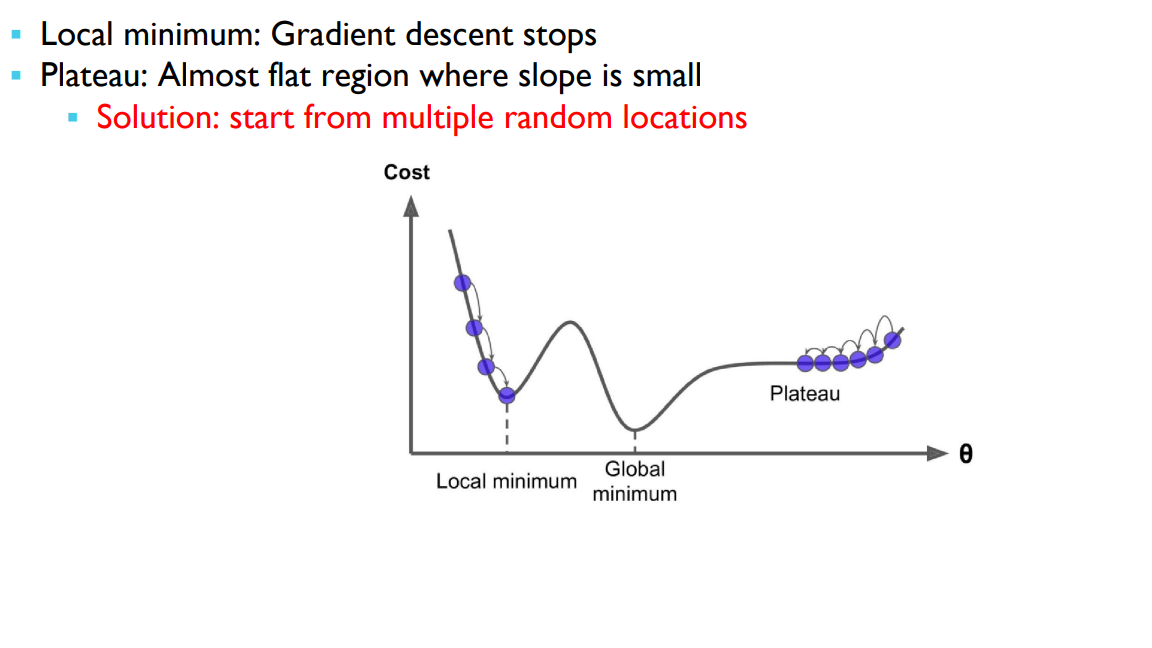 Local minimum: Gradient descent stops
Plateau: Almost flat region where slope is small
Solution: start from multiple random locations
Cost
Plateau
θ
Local minimum
Global
minimum